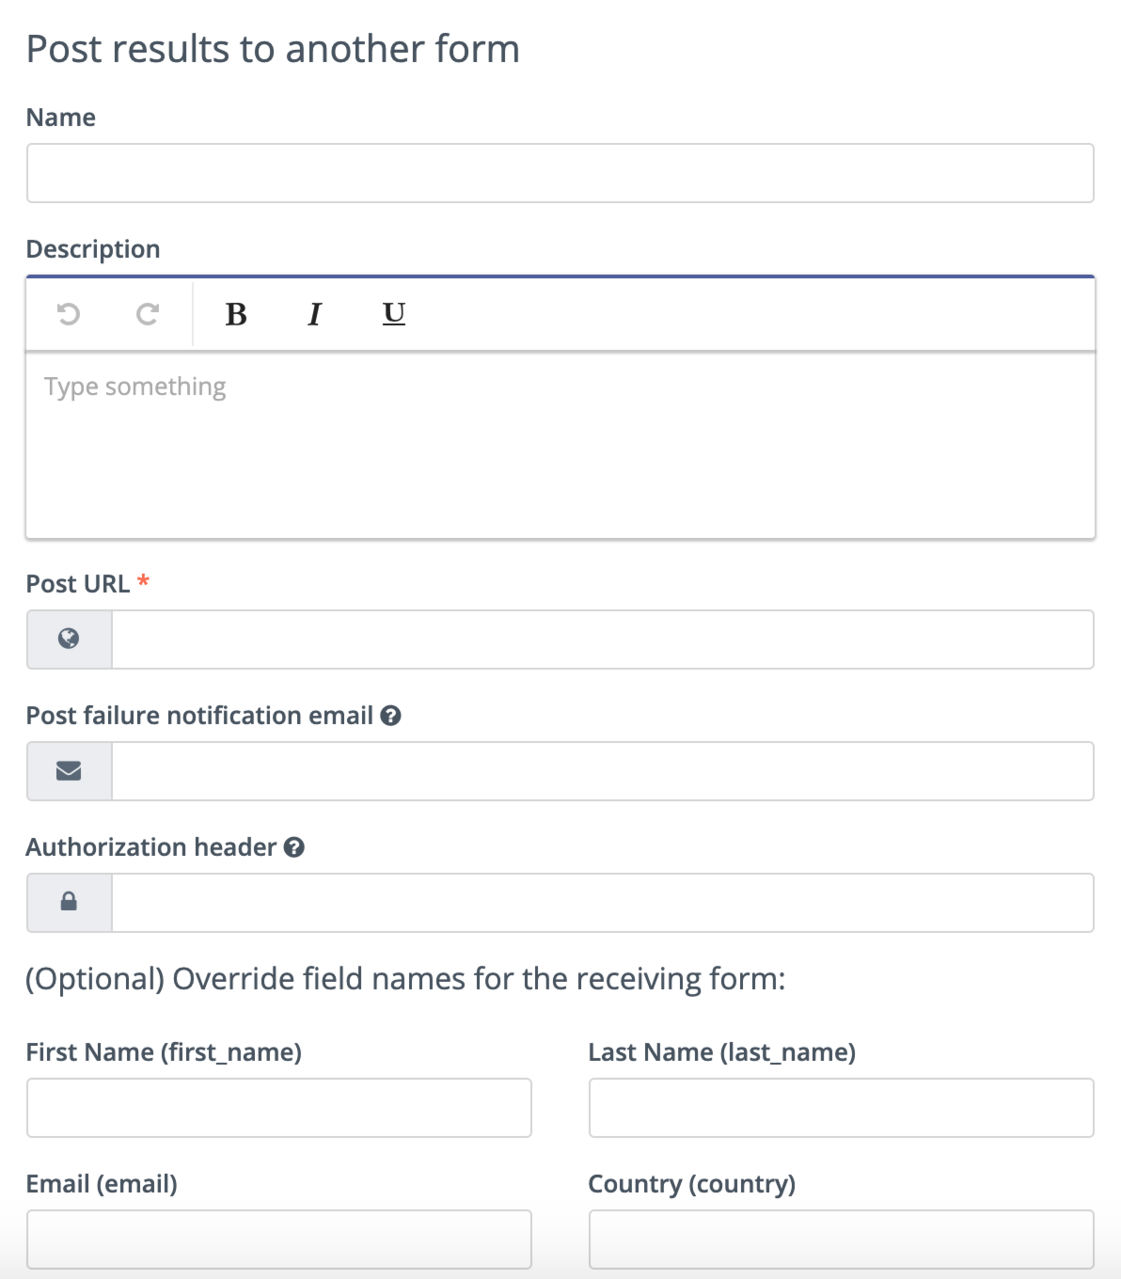 Post results to another form
Name
Description
B I U
Type something
Post URL *
Post failure notification email ?
Authorization header ?
(Optional) Override field names for the receiving form:
First Name (first_name) Last Name (last_name)
Email (email) Country (country)